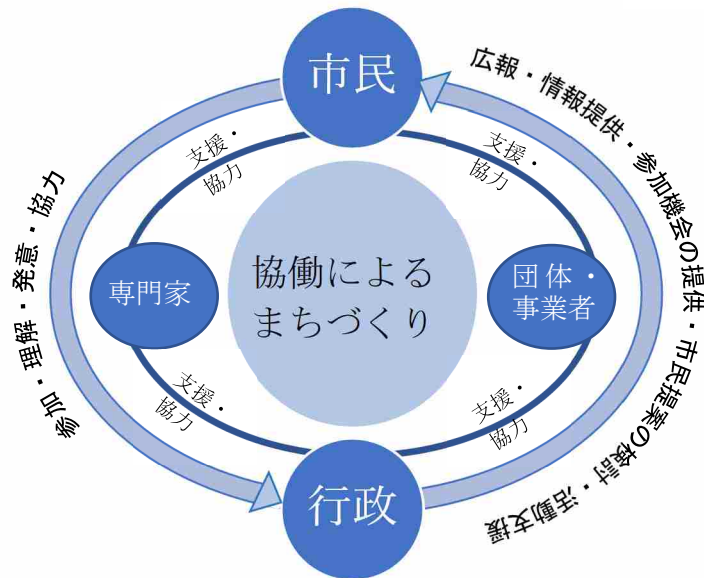 市民
広報・情報提供・参加機会の提供・市民提案の検討・活動支援
参加・理解・発意・協力
支援・
協力
支援・
協力
専門家
協働による
まちづくり
団体・
事業者
支援・
協力
支援・
協力
行政